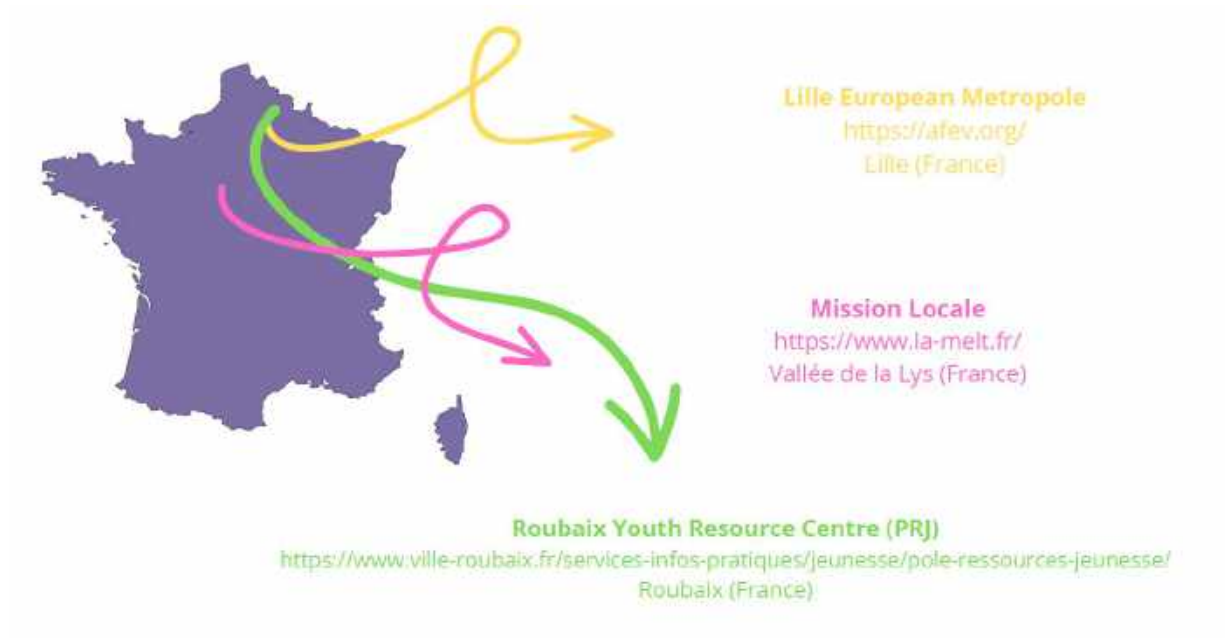 Lille European Metropole
https://afev.org/
Lille (France)
Mission Locale
https://www.la-melt.fr/
Vallée de la Lys (France)
Roubaix Youth Resource Centre (PRJ)
https://www.ville-roubaix.fr/services-infos-pratiques/jeunesse/pole-ressources-jeunesse/
Roubaix (France)